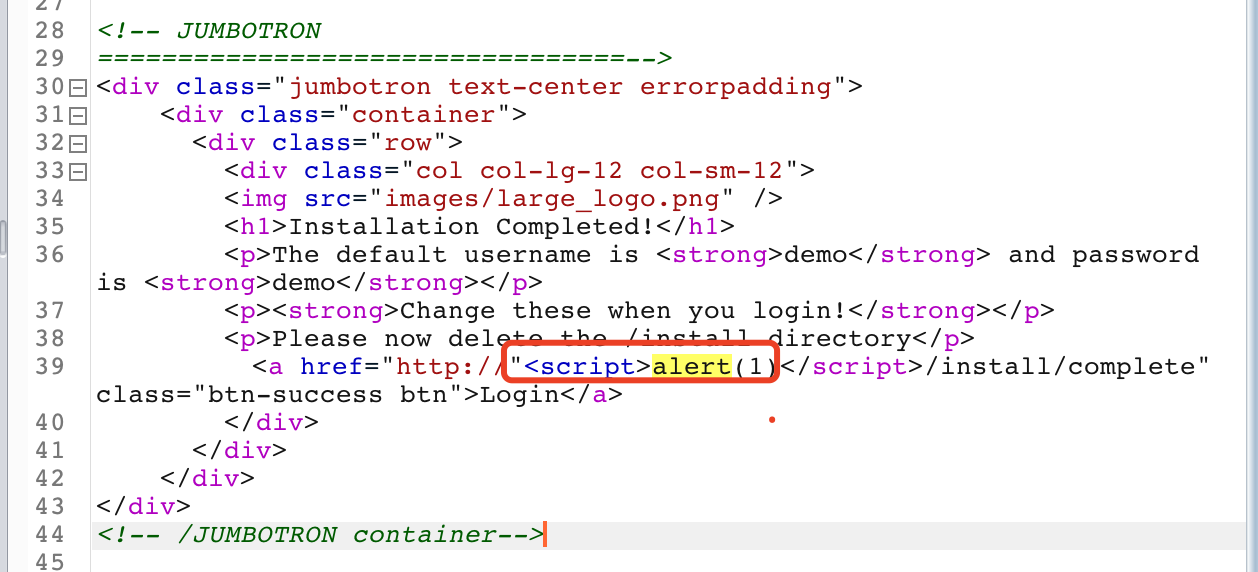 27
28 <!-- JUMBOTRON
29 =================================-->
30 <div class="jumbotron text-center errorpadding">
31 <div class="container">
32 <div class="row">
33 <div class="col col-lg-12 col-sm-12">
34 <img src="images/large_logo.png" />
35 <h1>Installation Completed!</h1>
36 <p>The default username is <strong>demo</strong> and password
is <strong>demo</strong></p>
37 <p><strong>Change these when you login!</strong></p>
38 <p>Please now delete the /install directory</p>
39 <a href="http://"<script>alert(1)</script>/install/complete"
class="btn-success btn">Login</a>
40 </div>
41 </div>
42 </div>
43 </div>
44 <!-- /JUMBOTRON container-->
45